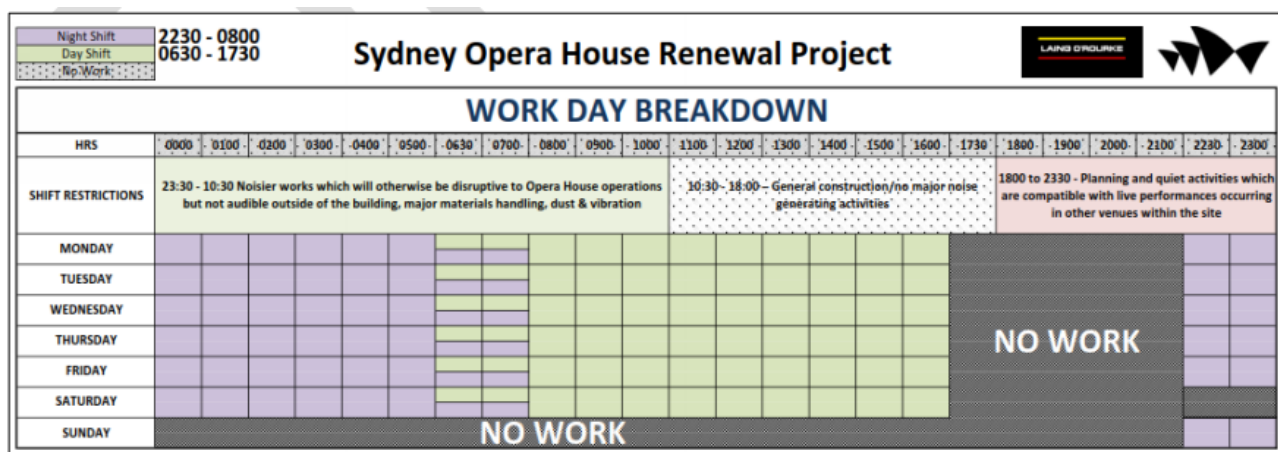 Night Shift 2230 - 0800
Day Shift 0630 - 1730
No Work
Sydney Opera House Renewal Project
LAING O'ROURKE
WORK DAY BREAKDOWN
HRS 0000 0100 0200 0300 0400 0500 0630 0700 0800 0900 1000 1100 1200 1300 1400 1500 1600 1730 1800 1900 2000 2100 2230 2300
SHIFT RESTRICTIONS
23:30 - 10:30 Noisier works which will otherwise be disruptive to Opera House operations
but not audible outside of the building, major materials handling, dust & vibration
10:30 - 18:00 – General construction/no major noise
generating activities
1800 to 2330 - Planning and quiet activities which
are compatible with live performances occurring
in other venues within the site
MONDAY
TUESDAY
WEDNESDAY
THURSDAY
NO WORK
FRIDAY
SATURDAY
SUNDAY
NO WORK